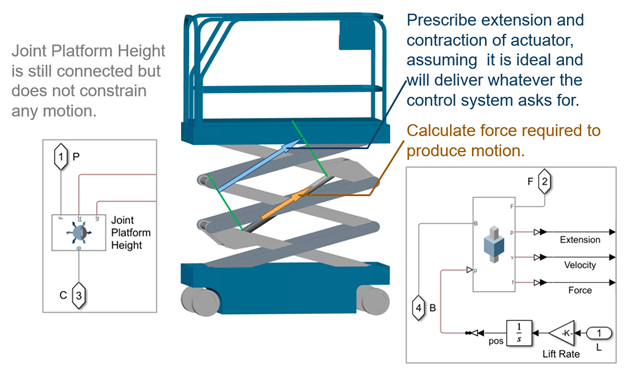 Joint Platform Height
is still connected but
does not constrain
any motion.
Prescribe extension and
contraction of actuator,
assuming it is ideal and
will deliver whatever the
control system asks for.
Calculate force required to
produce motion.
1 P
Joint
Platform
Height
C 3
F 2
B F
p
Extension
v
Velocity
p f
Force
4 B
pos
1
s
-K-
1
Lift Rate
L